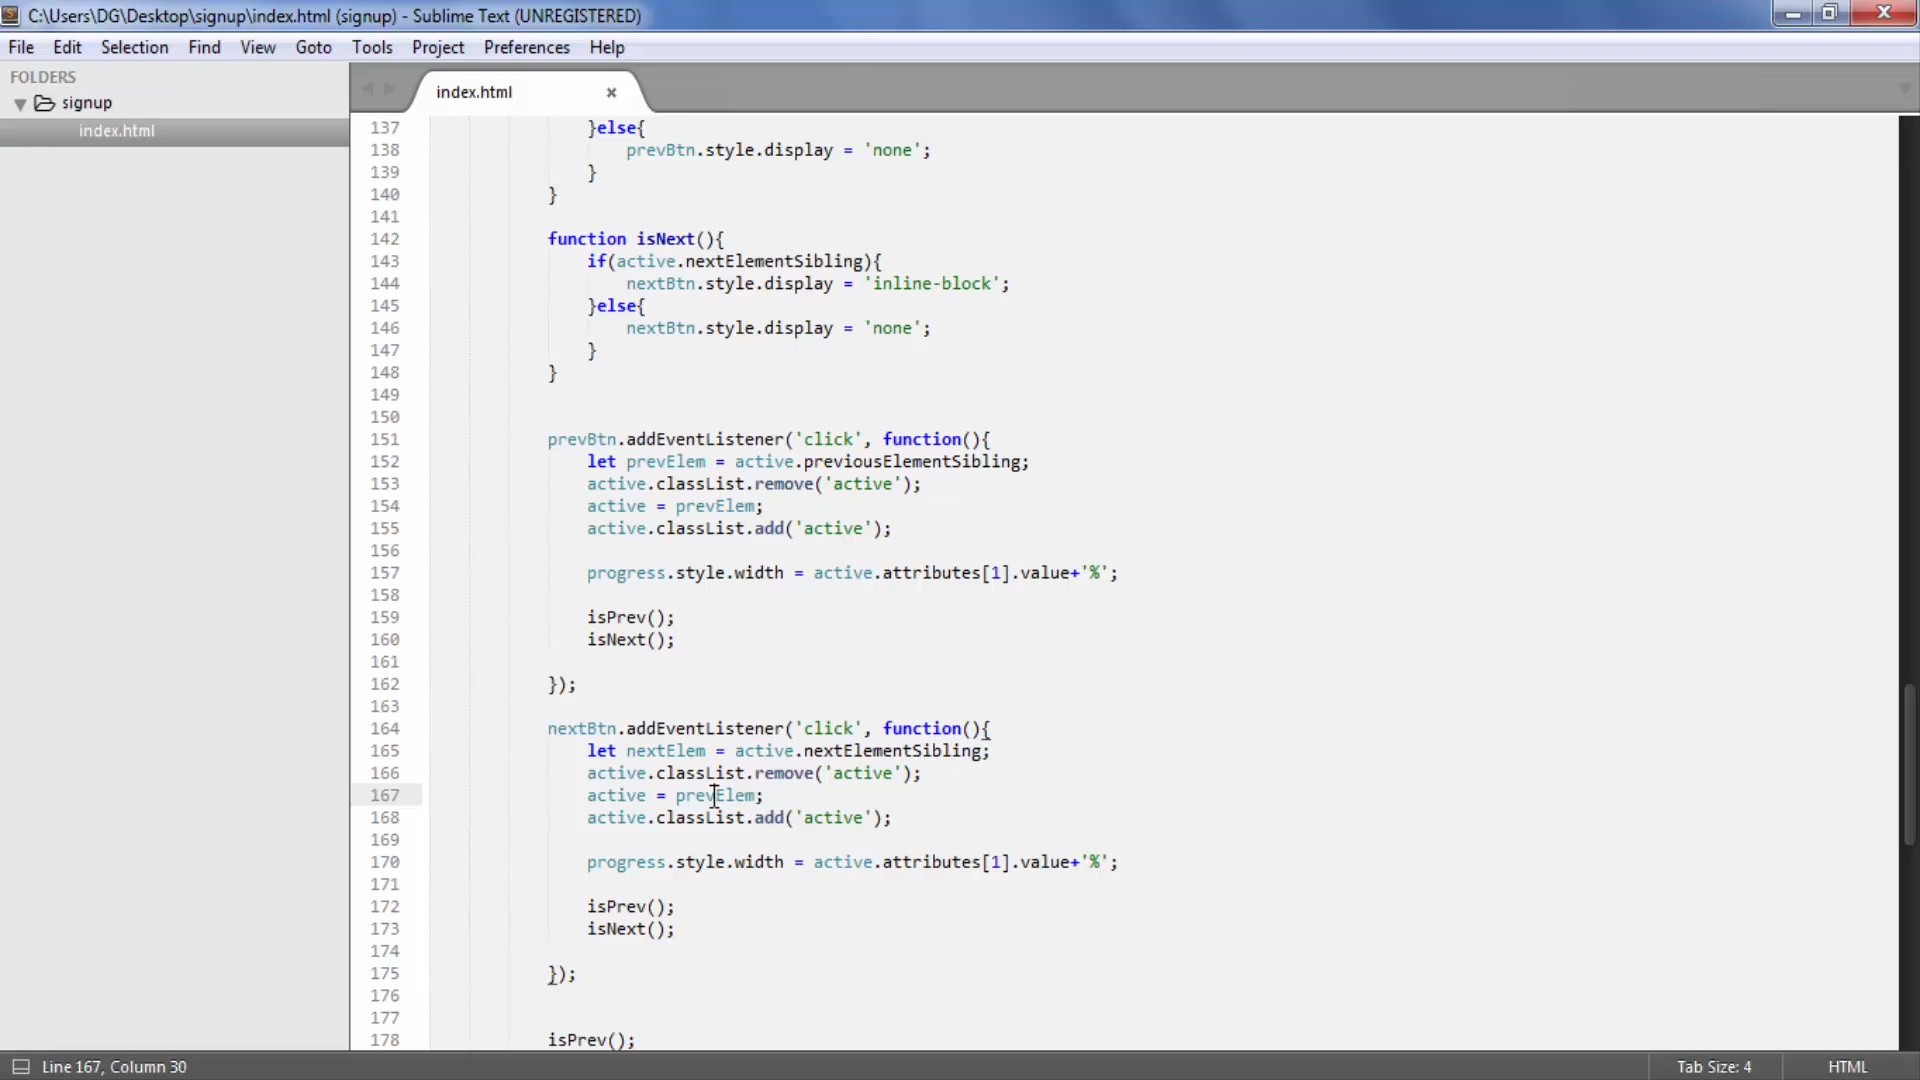 C:\Users\DG\Desktop\signup\index.html (signup) - Sublime Text (UNREGISTERED)
File Edit Selection Find View Goto Tools Project Preferences Help
FOLDERS
signup
index.html
index.html
137 }else{
138 prevBtn.style.display = 'none';
139 }
140 }
141
142 function isNext(){
143 if(active.nextElementSibling){
144 nextBtn.style.display = 'inline-block';
145 }else{
146 nextBtn.style.display = 'none';
147 }
148 }
149
150
151 prevBtn.addEventListener('click', function(){
152 let prevElem = active.previousElementSibling;
153 active.classList.remove('active');
154 active = prevElem;
155 active.classList.add('active');
156
157 progress.style.width = active.attributes[1].value+'%';
158
159 isPrev();
160 isNext();
161
162 });
163
164 nextBtn.addEventListener('click', function(){
165 let nextElem = active.nextElementSibling;
166 active.classList.remove('active');
167 active = prevElem;
168 active.classList.add('active');
169
170 progress.style.width = active.attributes[1].value+'%';
171
172 isPrev();
173 isNext();
174
175 });
176
177
178 isPrev();
Line 167, Column 30
Tab Size: 4
HTML